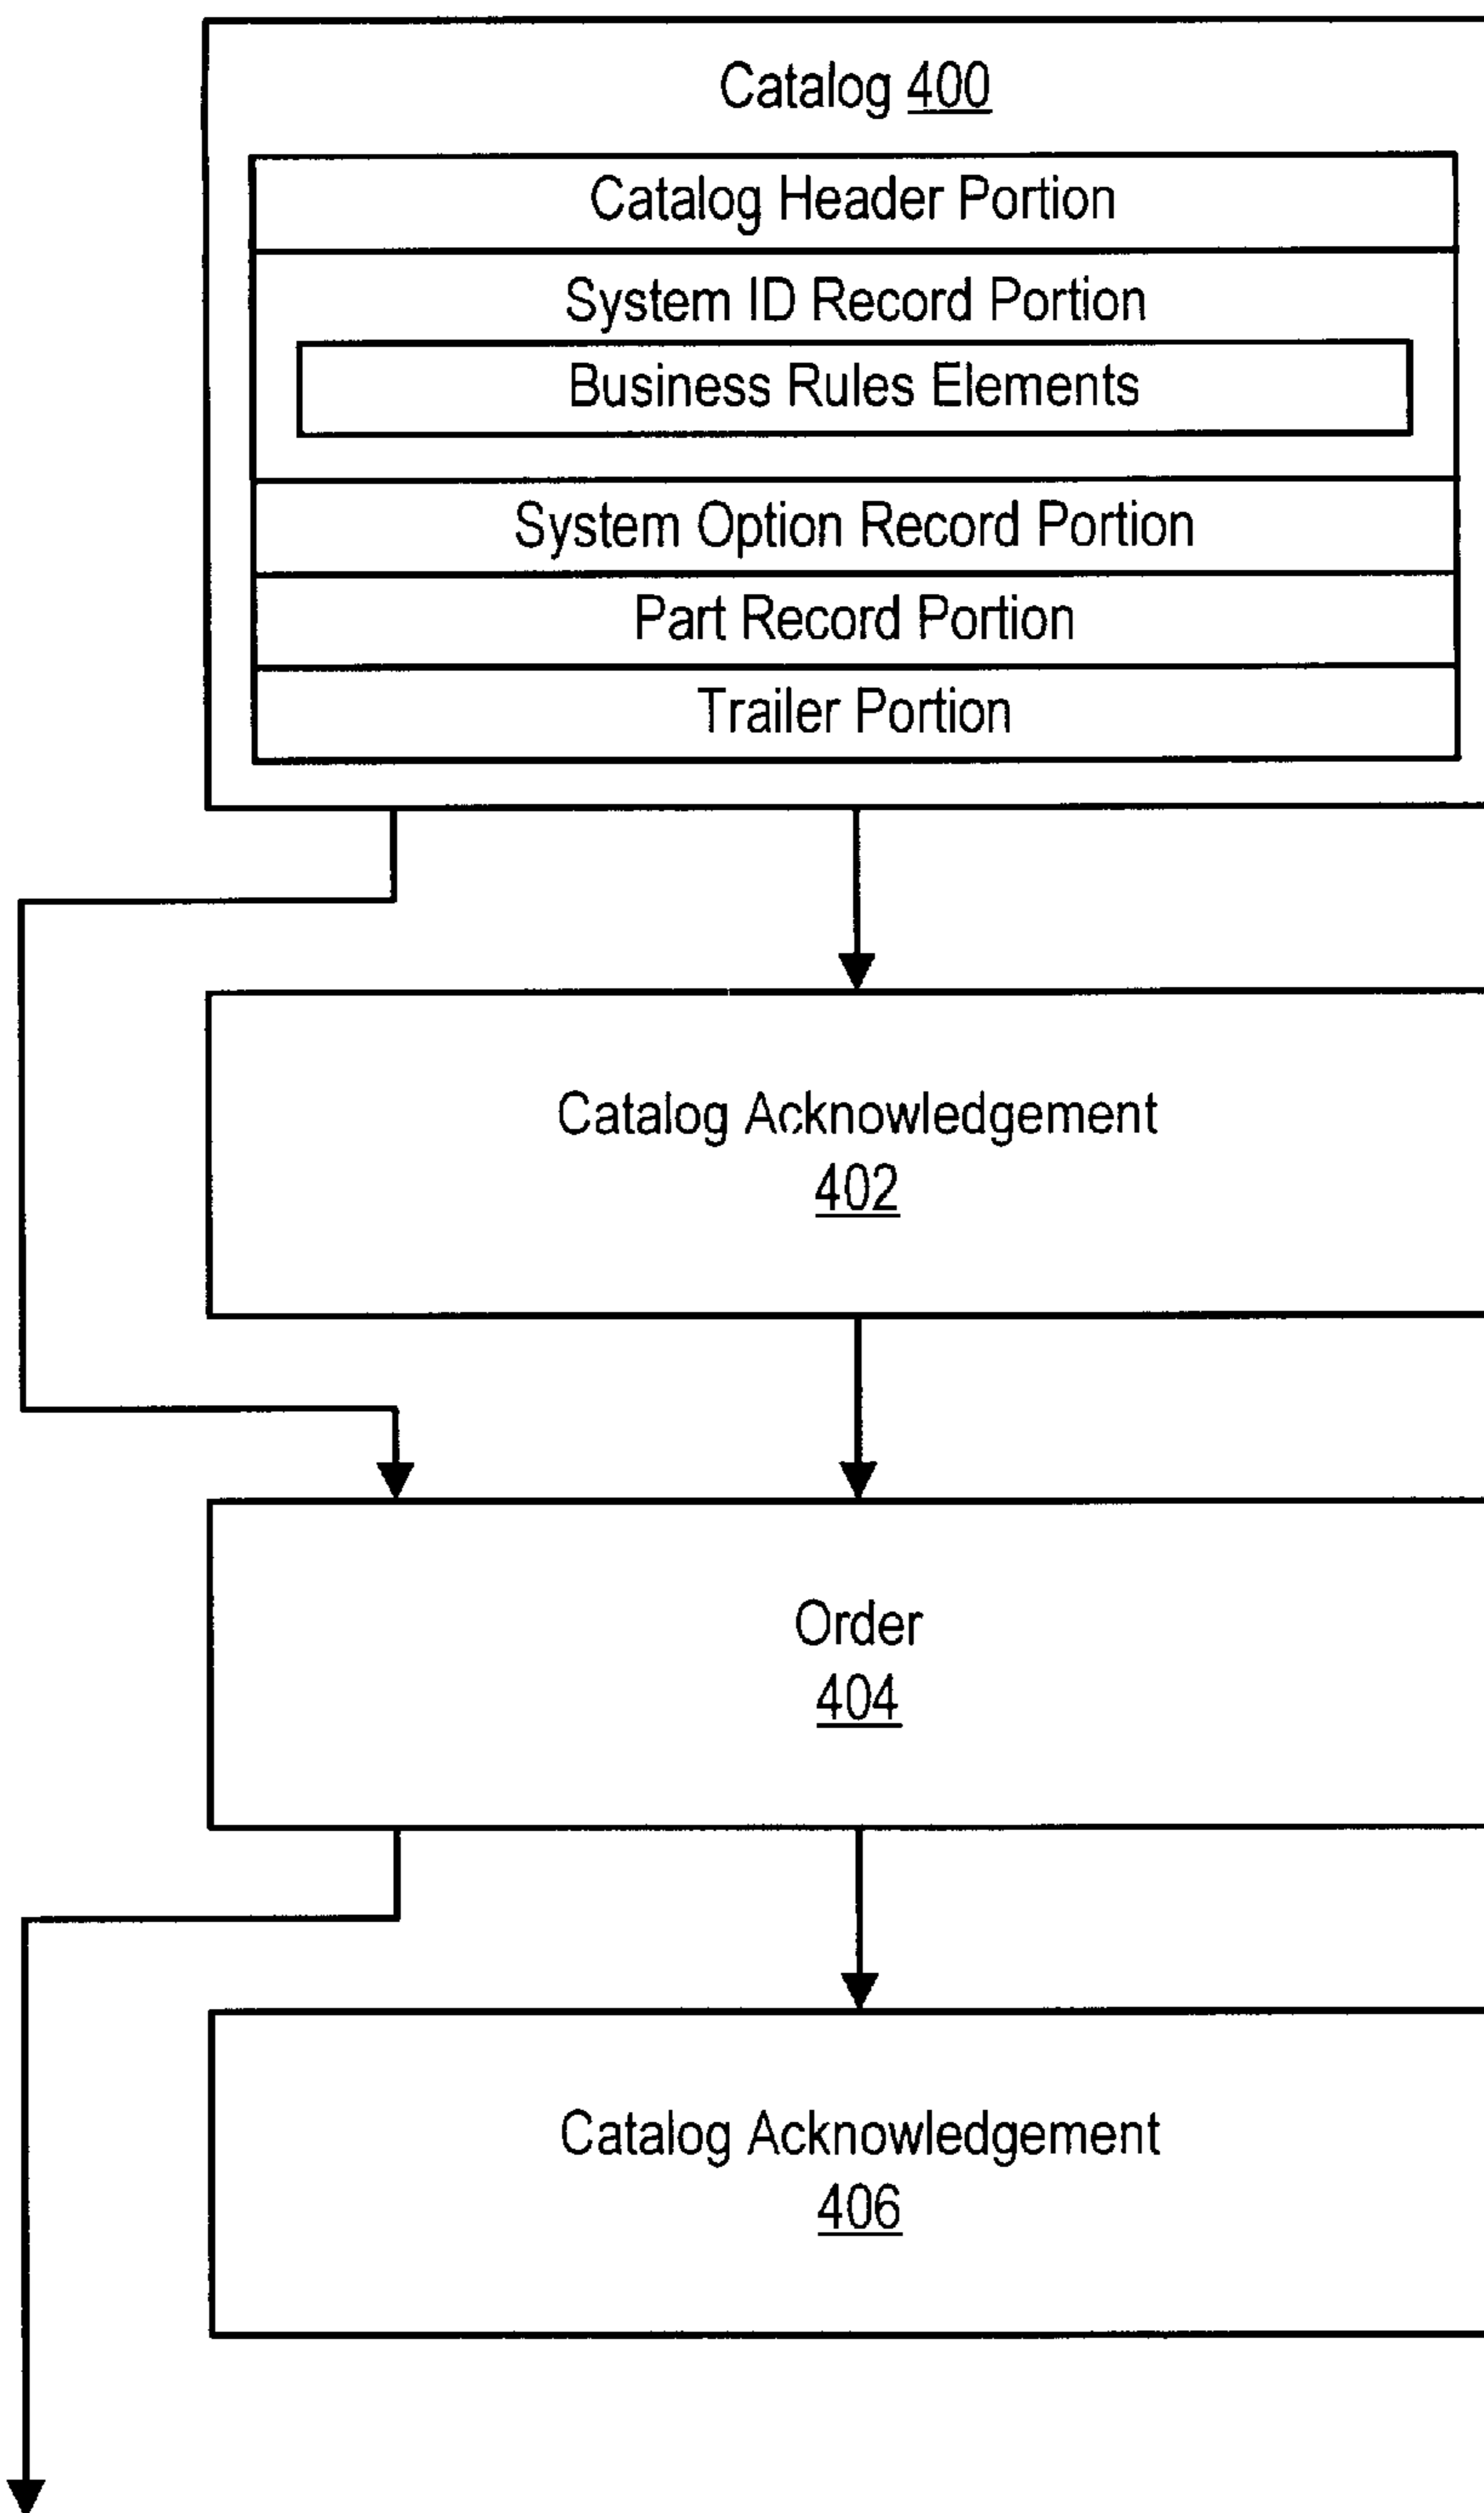 Catalog 400
Catalog Header Portion
System ID Record Portion
Business Rules Elements
System Option Record Portion
Part Record Portion
Trailer Portion
Catalog Acknowledgement
402
Order
404
Catalog Acknowledgement
406